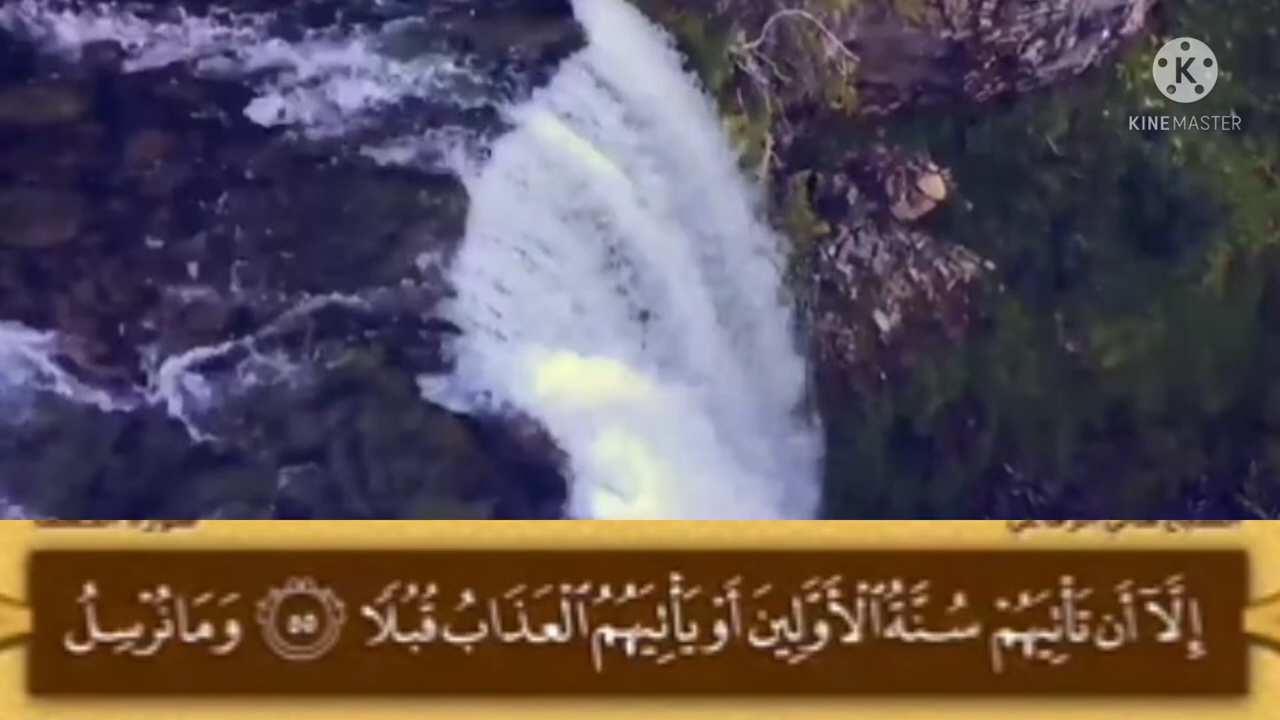 KINEMASTER
إِلَّآ أَن تَأْتِيَهُمْ سُنَّةُ ٱلْأَوَّلِينَ أَوْ يَأْتِيَهُمُ ٱلْعَذَابُ قُبُلًا ۝٥٥ وَمَا نُرْسِلُ